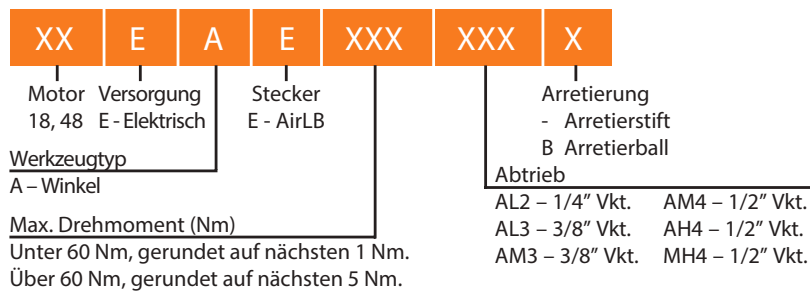 XX E A E XXX XXX X
Motor Versorgung Stecker Arretierung
18, 48 E - Elektrisch E - AirLB - Arretierstift
B Arretierball
Werkzeugtyp
A – Winkel
Abtrieb
AL2 – 1/4” Vkt. AM4 – 1/2” Vkt.
AL3 – 3/8” Vkt. AH4 – 1/2” Vkt.
AM3 – 3/8” Vkt. MH4 – 1/2” Vkt.
Max. Drehmoment (Nm)
Unter 60 Nm, gerundet auf nächsten 1 Nm.
Über 60 Nm, gerundet auf nächsten 5 Nm.